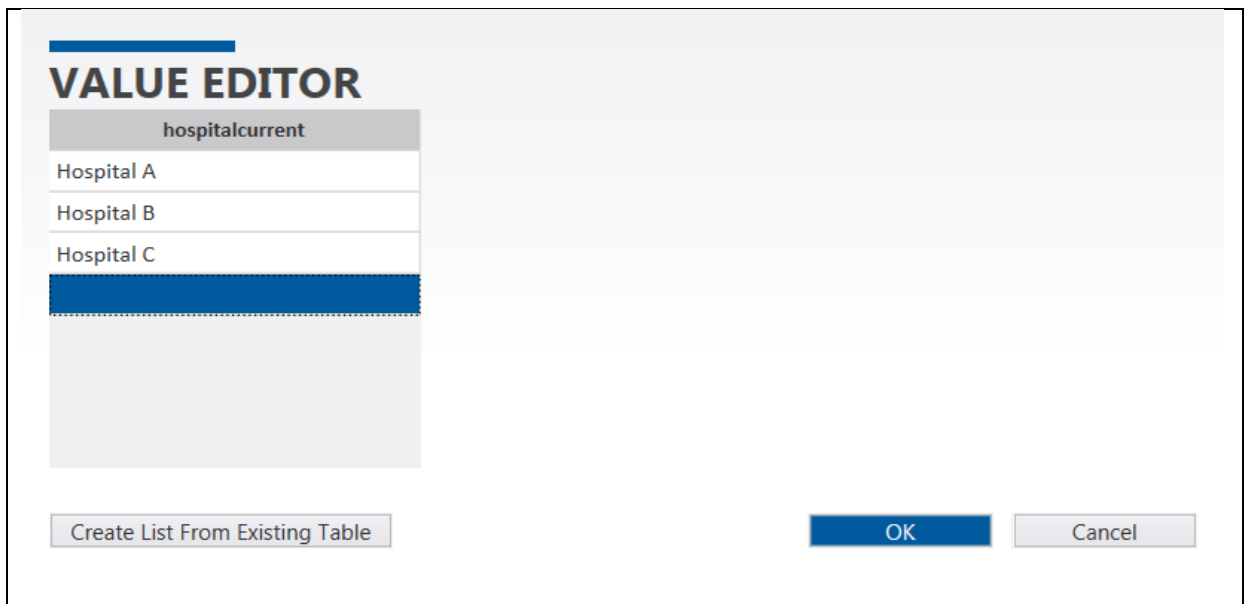 VALUE EDITOR
hospitalcurrent
Hospital A
Hospital B
Hospital C
Create List From Existing Table
OK
Cancel